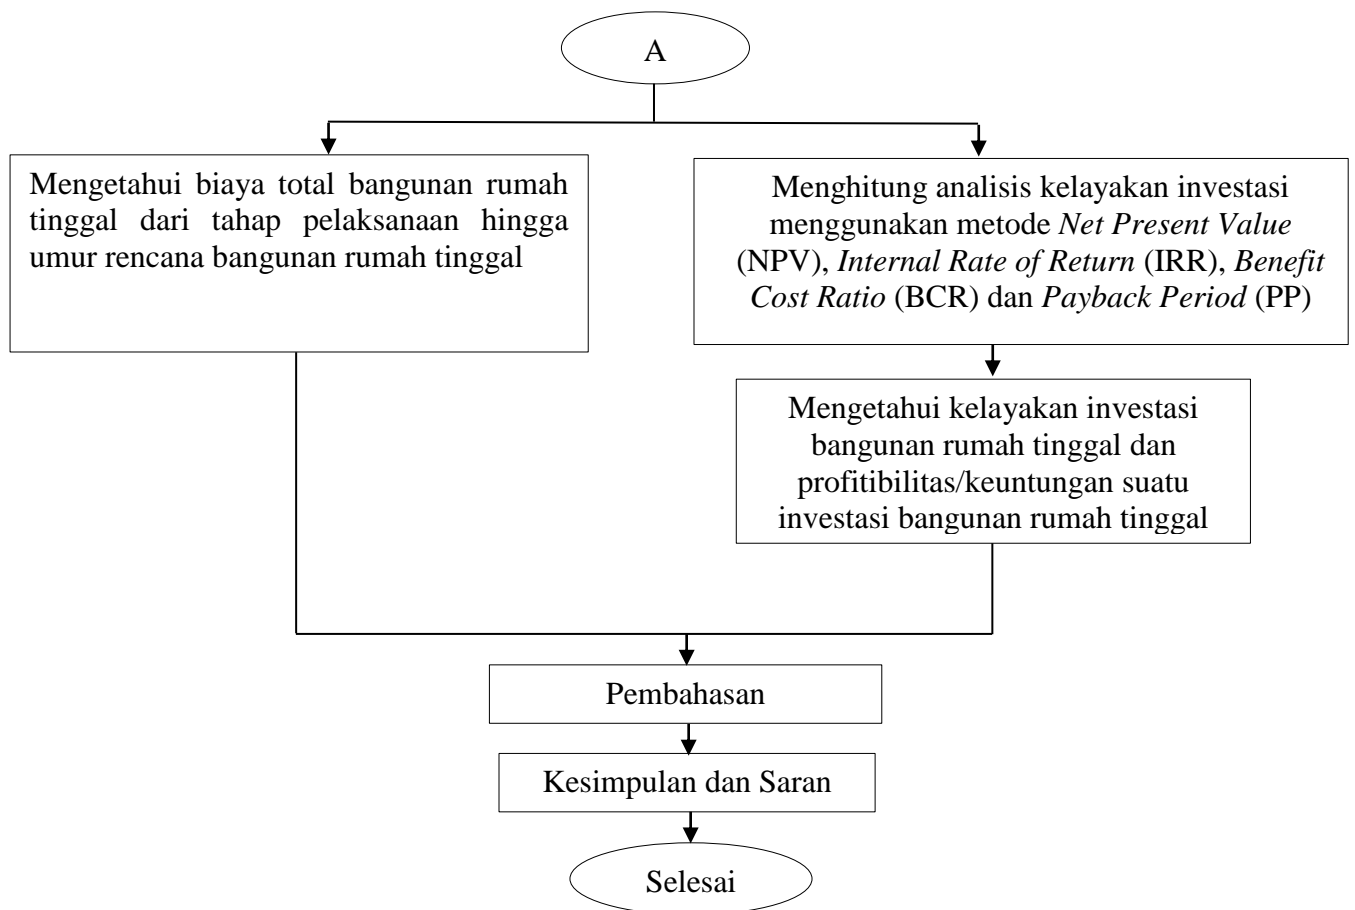 A
Mengetahui biaya total bangunan rumah
tinggal dari tahap pelaksanaan hingga
umur rencana bangunan rumah tinggal
Menghitung analisis kelayakan investasi
menggunakan metode Net Present Value
(NPV), Internal Rate of Return (IRR), Benefit
Cost Ratio (BCR) dan Payback Period (PP)
Mengetahui kelayakan investasi
bangunan rumah tinggal dan
profitibilitas/keuntungan suatu
investasi bangunan rumah tinggal
Pembahasan
Kesimpulan dan Saran
Selesai